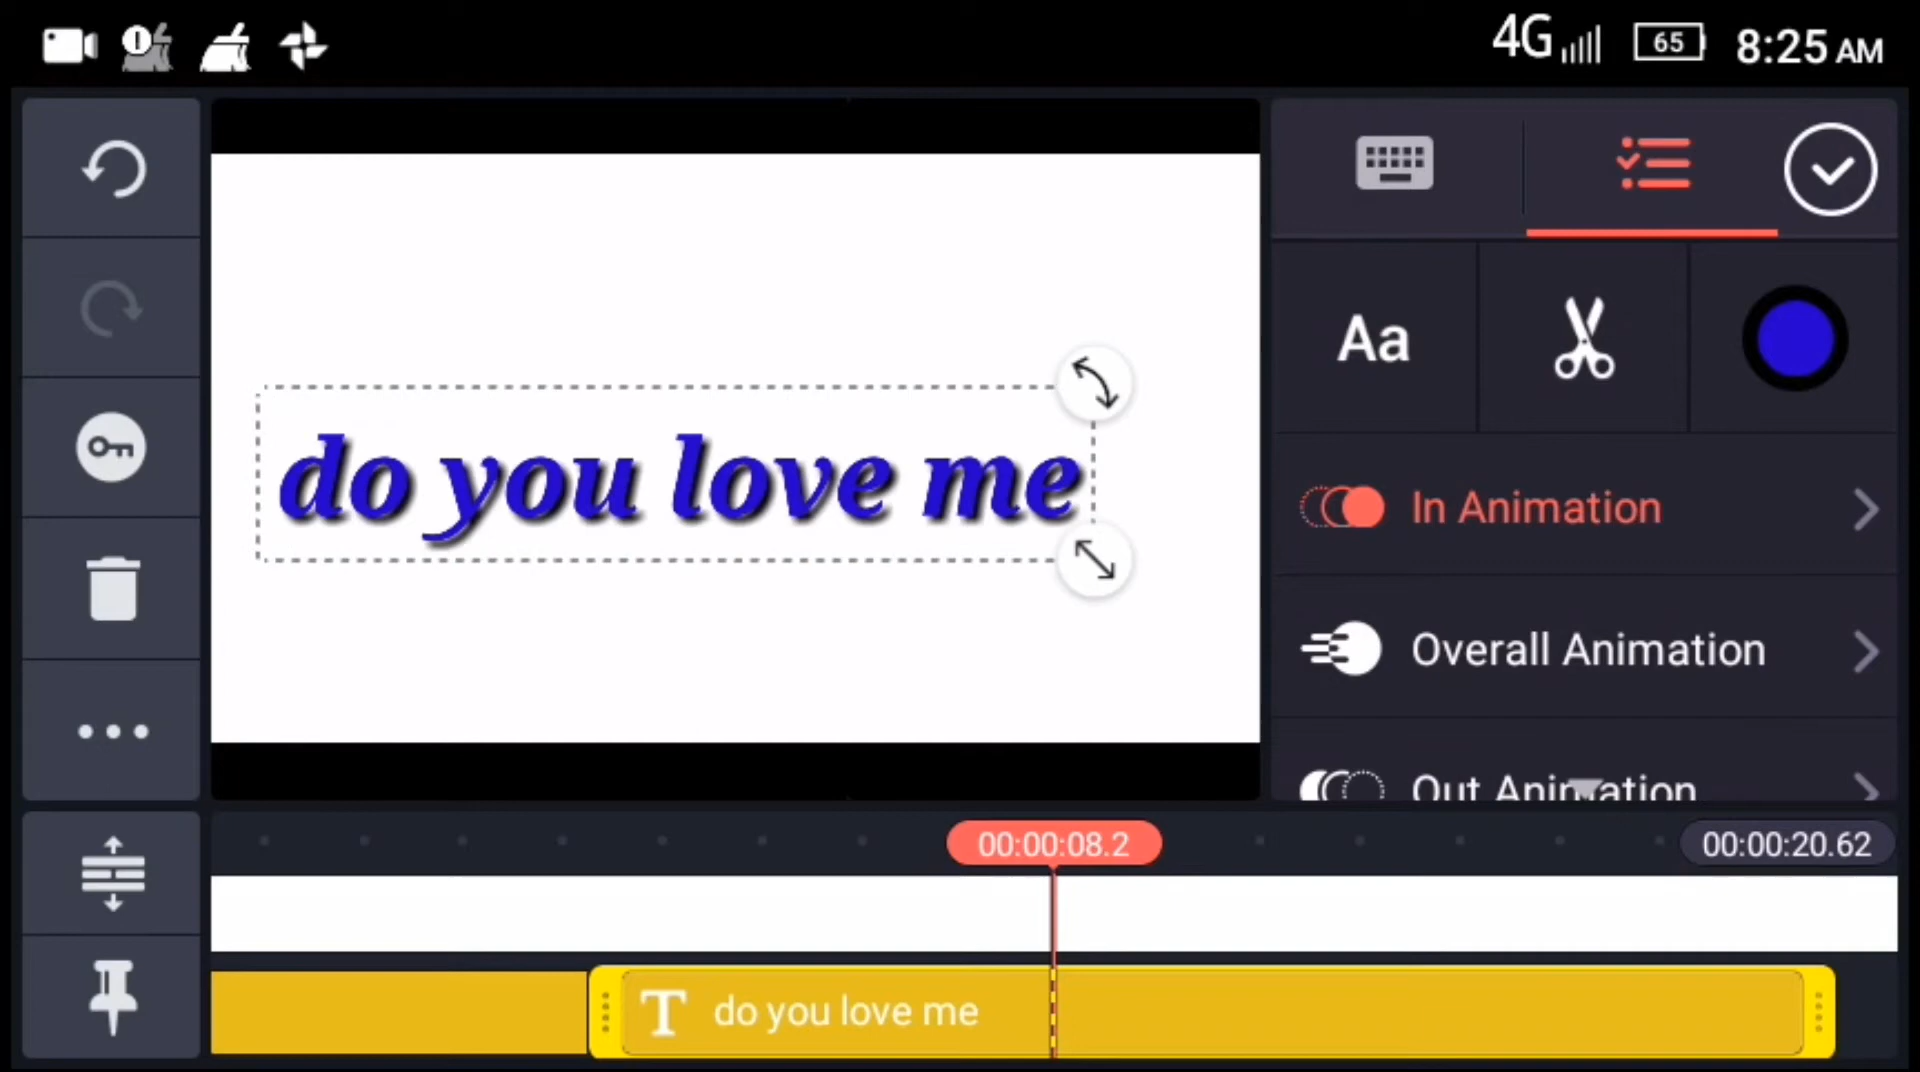 4G 65 8:25 AM
do you love me
Aa
In Animation
Overall Animation
Out Animation
00:00:08.2
00:00:20.62
T do you love me